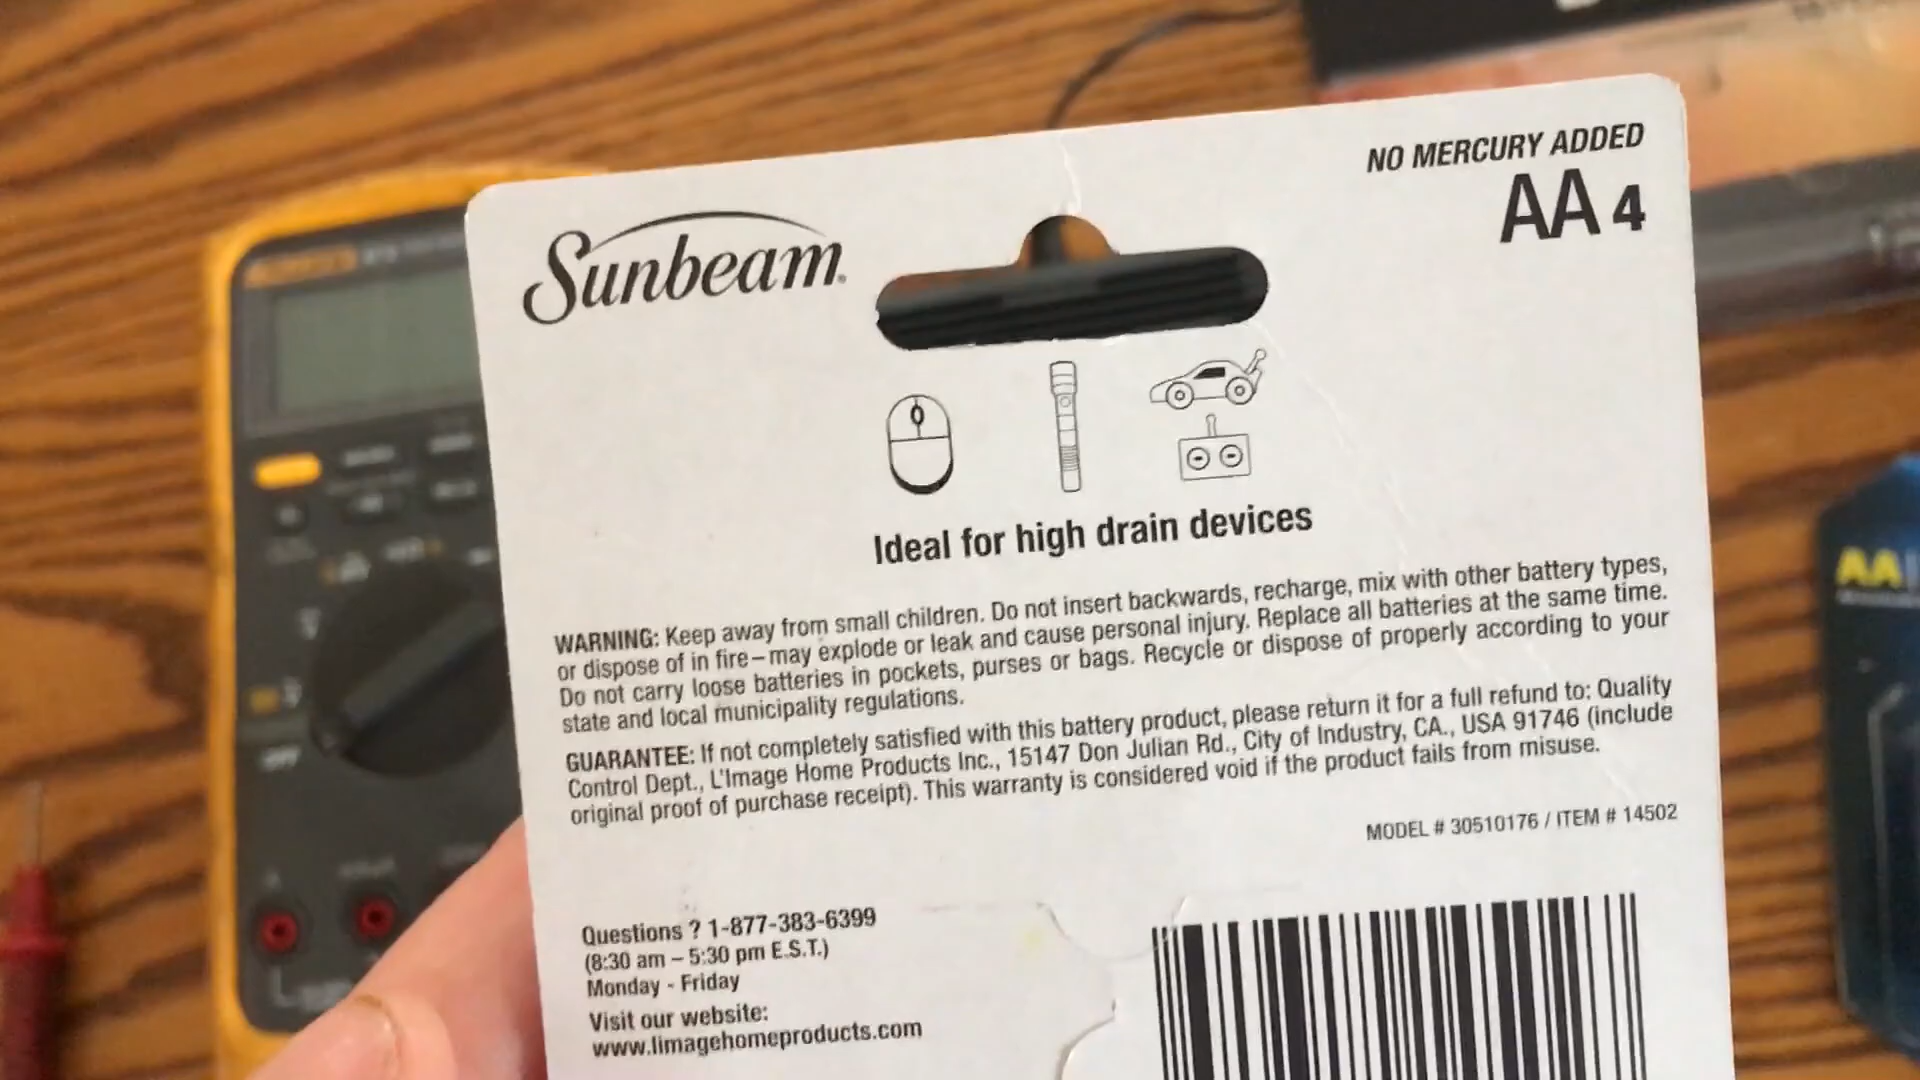 NO MERCURY ADDED
Sunbeam
AA 4
Ideal for high drain devices
WARNING: Keep away from small children. Do not insert backwards, recharge, mix with other battery types,
or dispose of in fire–may explode or leak and cause personal injury. Replace all batteries at the same time.
Do not carry loose batteries in pockets, purses or bags. Recycle or dispose of properly according to your
state and local municipality regulations.
GUARANTEE: If not completely satisfied with this battery product, please return it for a full refund to: Quality
Control Dept., L'Image Home Products Inc., 15147 Don Julian Rd., City of Industry, CA., USA 91746 (include
original proof of purchase receipt). This warranty is considered void if the product fails from misuse.
MODEL # 30510176 / ITEM # 14502
Questions ? 1-877-383-6399
(8:30 am – 5:30 pm E.S.T.)
Monday - Friday
Visit our website:
www.limagehomeproducts.com
AA
OFF